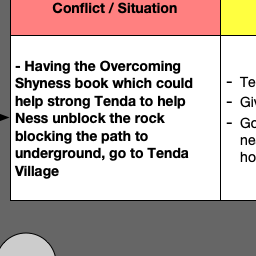 Conflict / Situation
- Having the Overcoming
Shyness book which could
help strong Tenda to help
Ness unblock the rock
blocking the path to
underground, go to Tenda
Village
- Te
- Giv
- Go
ne
ho